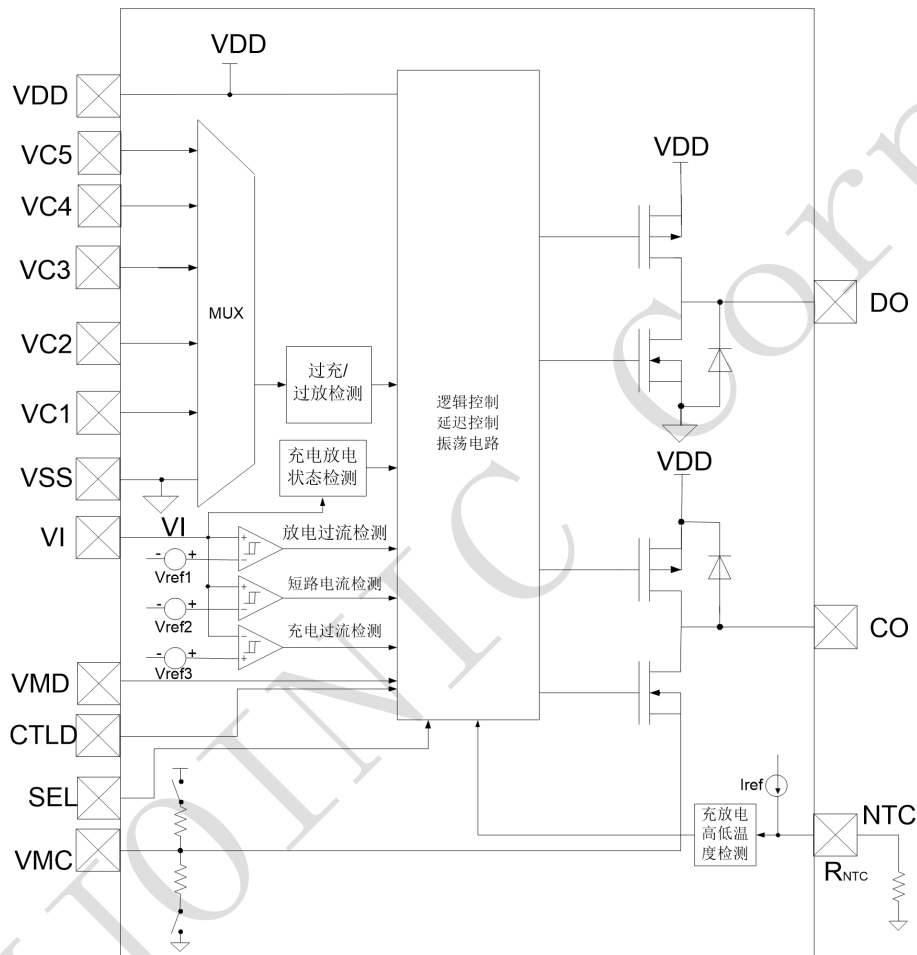 VDD
VDD
VC5
VC4
VC3
VC2
VC1
VSS
VI
VMD
CTLD
SEL
VMC
MUX
过充/
过放检测
充电放电
状态检测
VI
Vref1
Vref2
Vref3
放电过流检测
短路电流检测
充电过流检测
逻辑控制
延迟控制
振荡电路
VDD
DO
VDD
CO
Iref
充放电
高低温
度检测
NTC
RNTC
JOINIC Corp